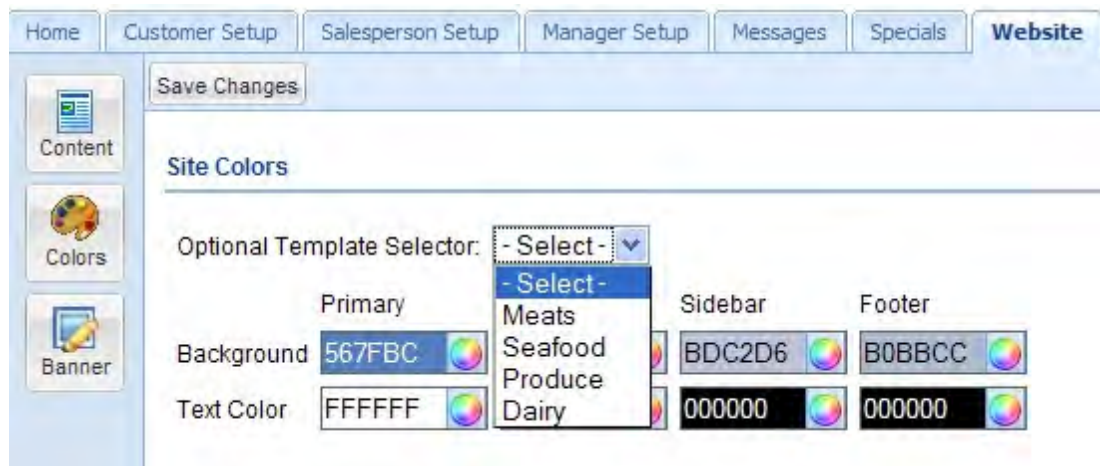 Home Customer Setup Salesperson Setup Manager Setup Messages Specials Website
Save Changes
Content
Colors
Banner
Site Colors
Optional Template Selector: - Select -
- Select -
Meats
Seafood
Produce
Dairy
Primary Sidebar Footer
Background 567FBC BDC2D6 B0BBCC
Text Color FFFFFF 000000 000000